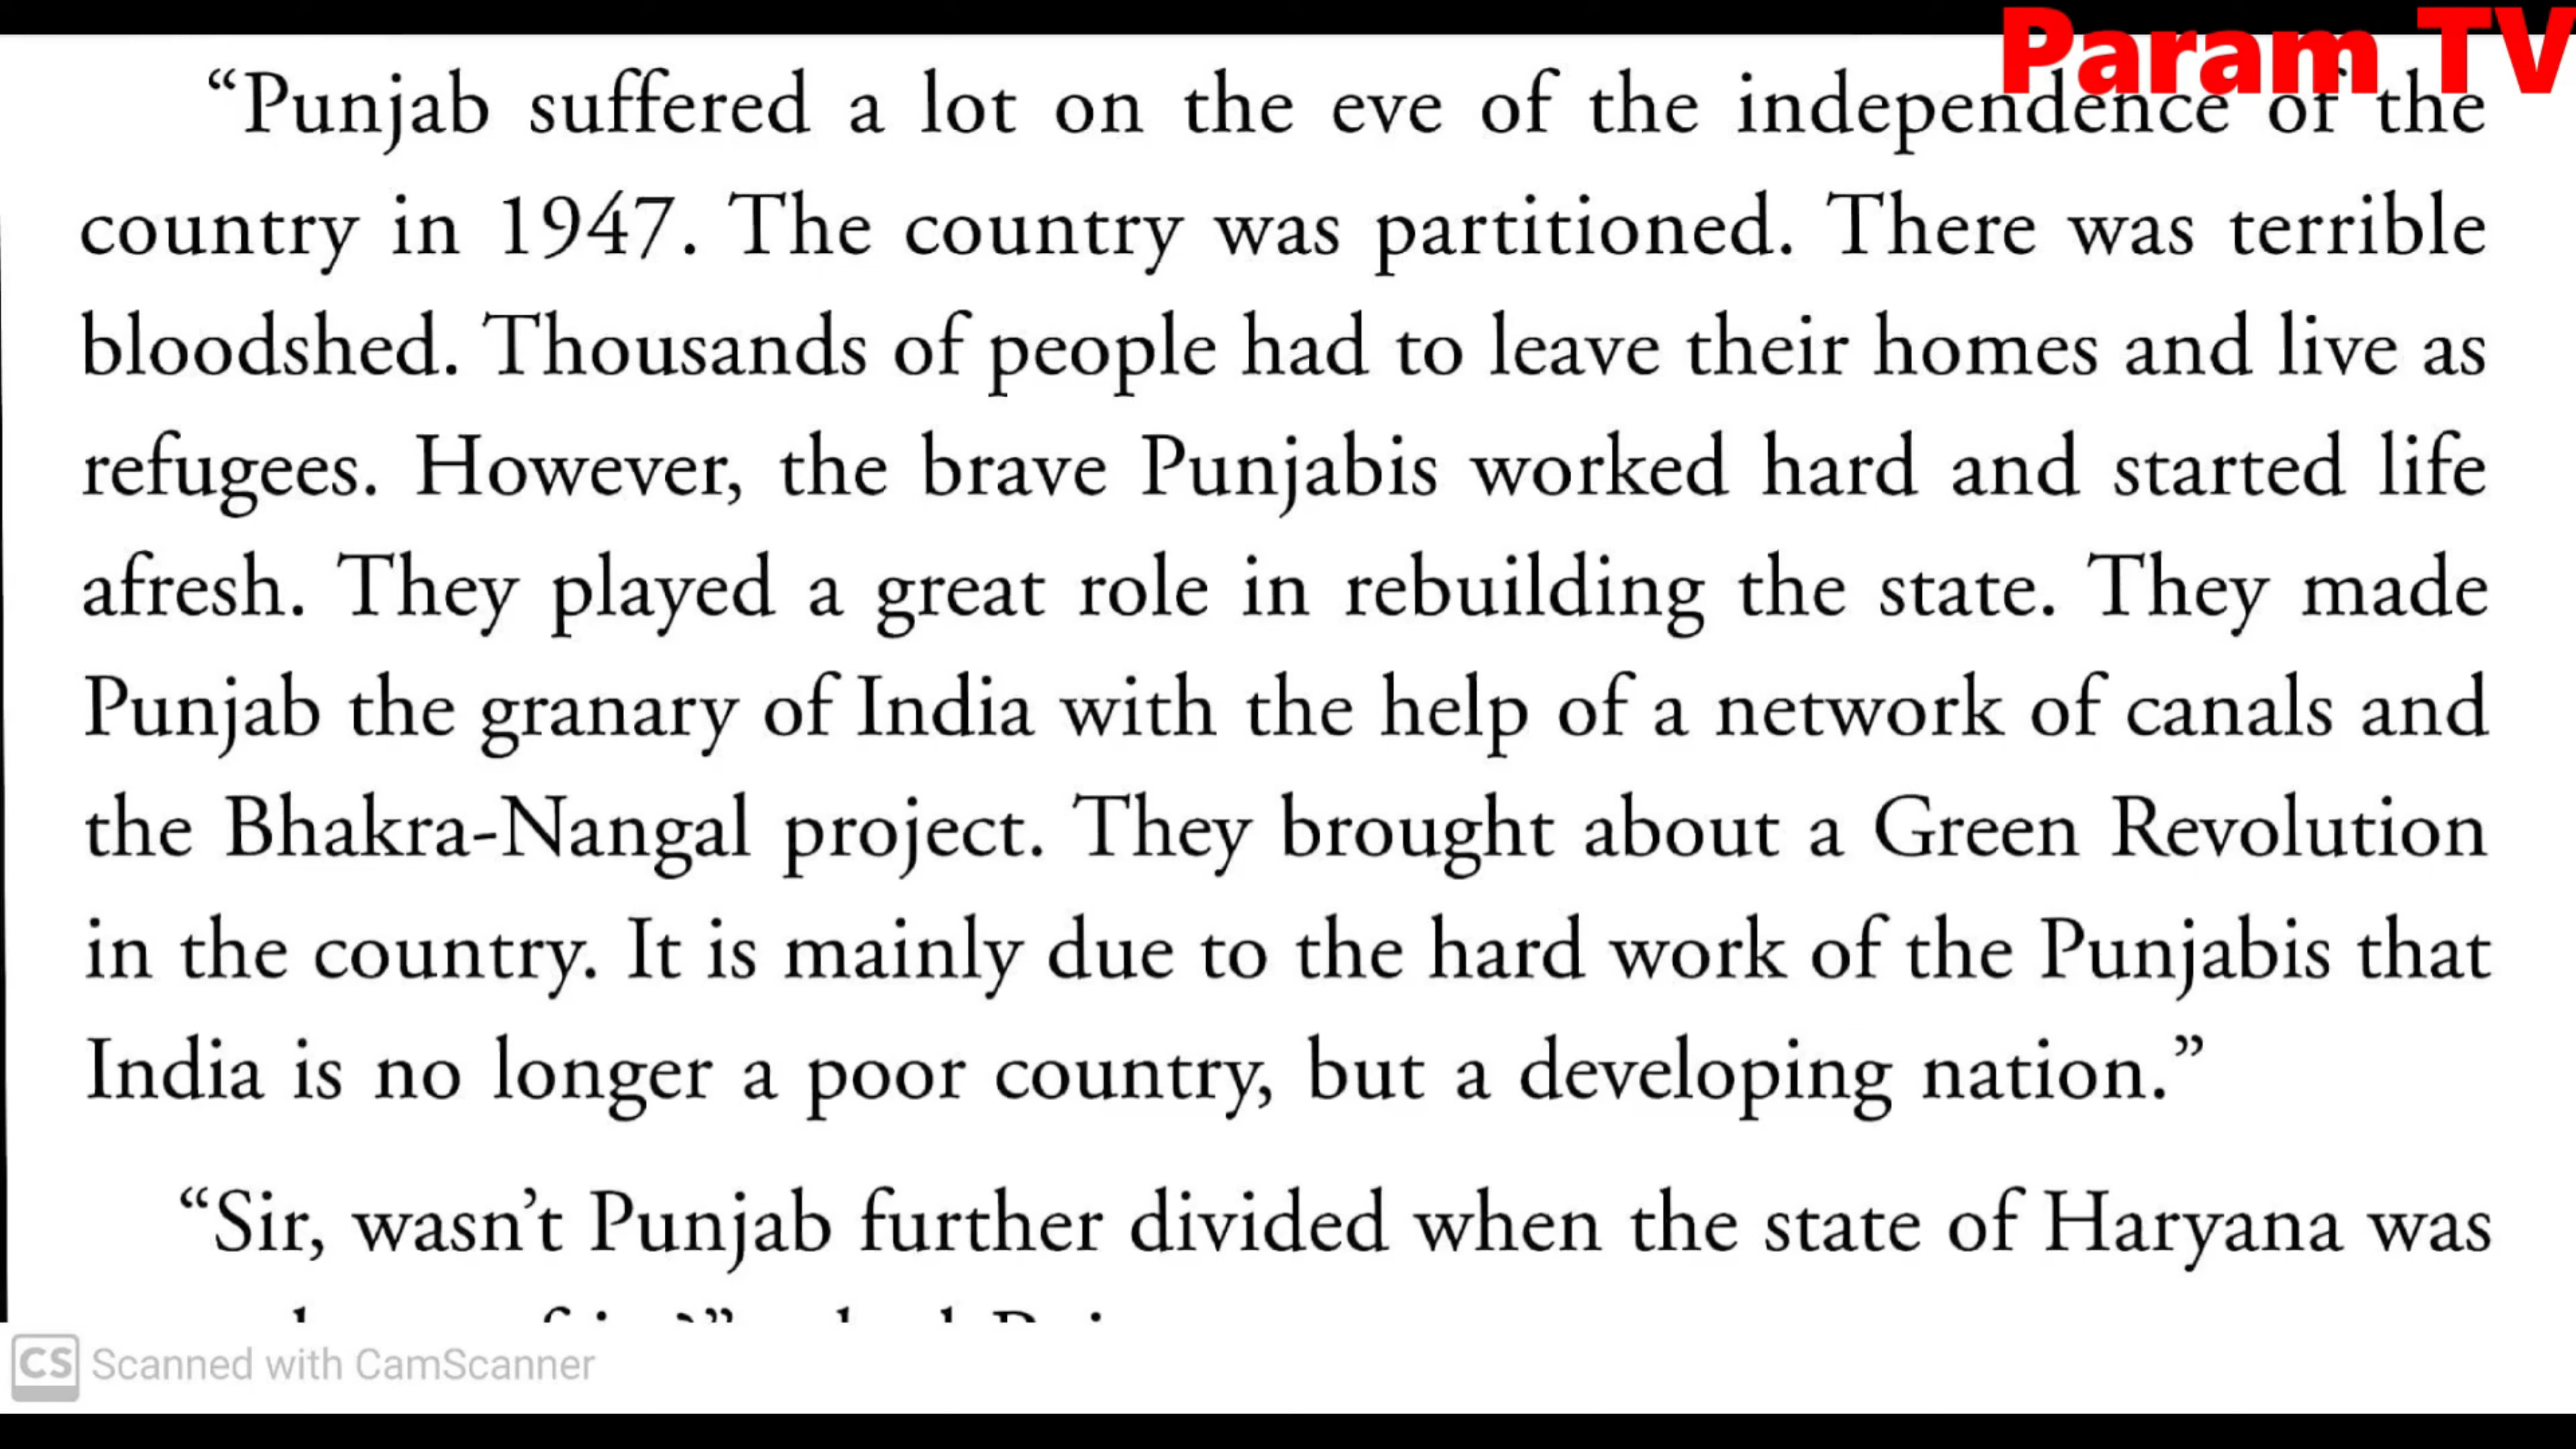 Param TV
“Punjab suffered a lot on the eve of the independence of the
country in 1947. The country was partitioned. There was terrible
bloodshed. Thousands of people had to leave their homes and live as
refugees. However, the brave Punjabis worked hard and started life
afresh. They played a great role in rebuilding the state. They made
Punjab the granary of India with the help of a network of canals and
the Bhakra-Nangal project. They brought about a Green Revolution
in the country. It is mainly due to the hard work of the Punjabis that
India is no longer a poor country, but a developing nation.”
“Sir, wasn’t Punjab further divided when the state of Haryana was
CS Scanned with CamScanner